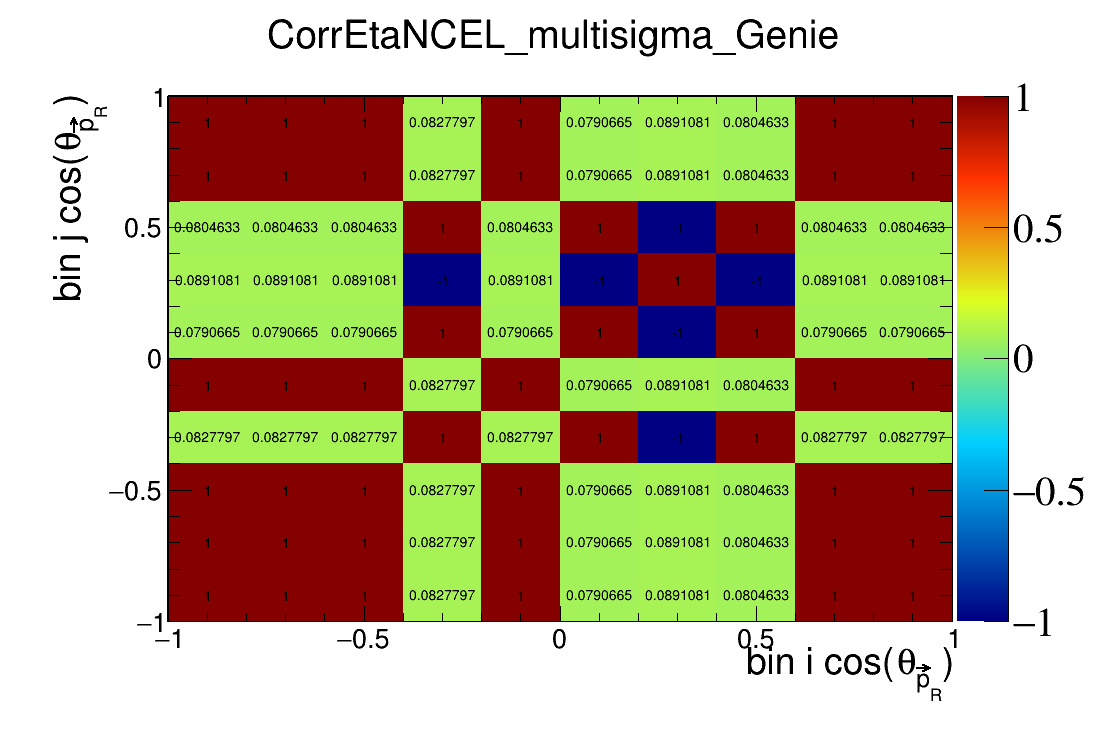 CorrEtaNCEL_multisigma_Genie
bin j cos(θ p⃗ R)
1 1 1 1 0.0827797 1 0.0790665 0.0891081 0.0804633 1 1 1
1 1 1 0.0827797 1 0.0790665 0.0891081 0.0804633 1 1
0.5 0.0804633 0.0804633 0.0804633 1 0.0804633 1 -1 1 0.0804633 0.0804633 0.5
0.0891081 0.0891081 0.0891081 -1 0.0891081 -1 1 -1 0.0891081 0.0891081
0 0.0790665 0.0790665 0.0790665 1 0.0790665 1 -1 1 0.0790665 0.0790665 0
1 1 1 0.0827797 1 0.0790665 0.0891081 0.0804633 1 1
0.0827797 0.0827797 0.0827797 1 0.0827797 1 -1 1 0.0827797 0.0827797
−0.5 1 1 1 0.0827797 1 0.0790665 0.0891081 0.0804633 1 1 −0.5
1 1 1 0.0827797 1 0.0790665 0.0891081 0.0804633 1 1
1 1 1 0.0827797 1 0.0790665 0.0891081 0.0804633 1 1
−1 −1
−1 −0.5 0 0.5 1
bin i cos(θ p⃗ R)